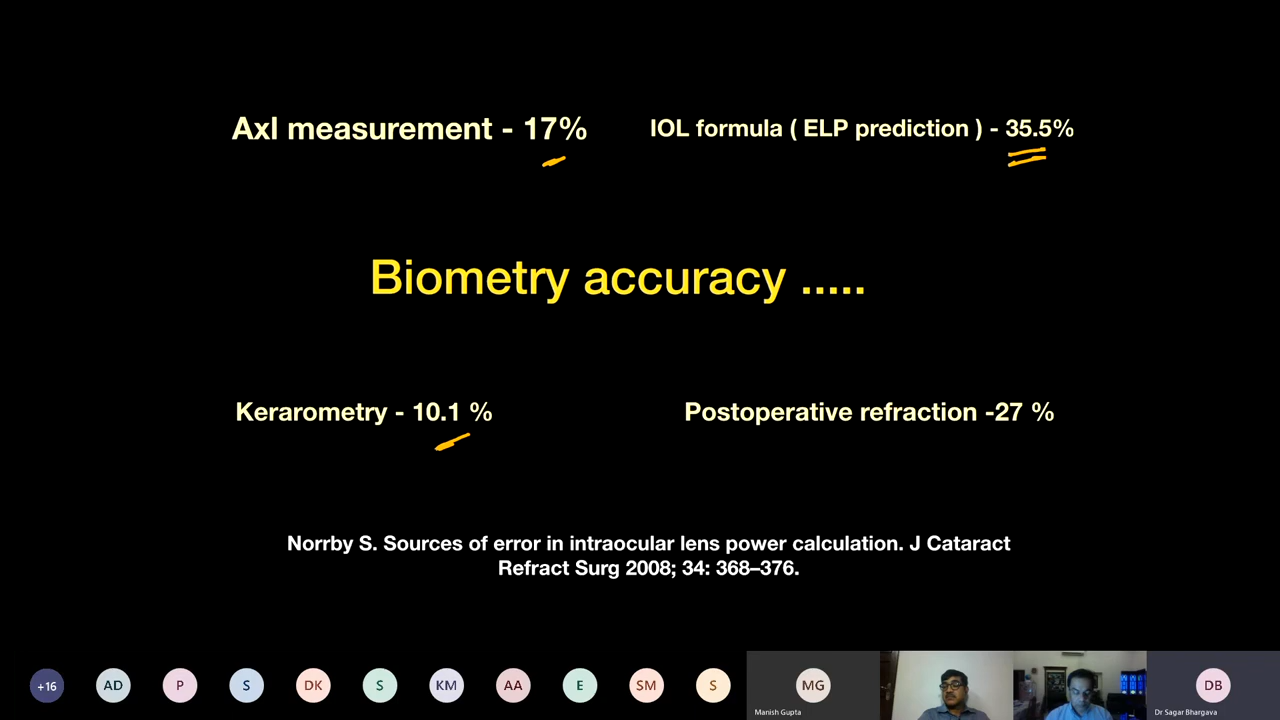 Axl measurement - 17%
IOL formula ( ELP prediction ) - 35.5%
Biometry accuracy .....
Kerarometry - 10.1 %
Postoperative refraction -27 %
Norrby S. Sources of error in intraocular lens power calculation. J Cataract
Refract Surg 2008; 34: 368–376.
+16
AD
P
S
DK
S
KM
AA
E
SM
S
MG
DB
Manish Gupta
Dr Sagar Bhargava